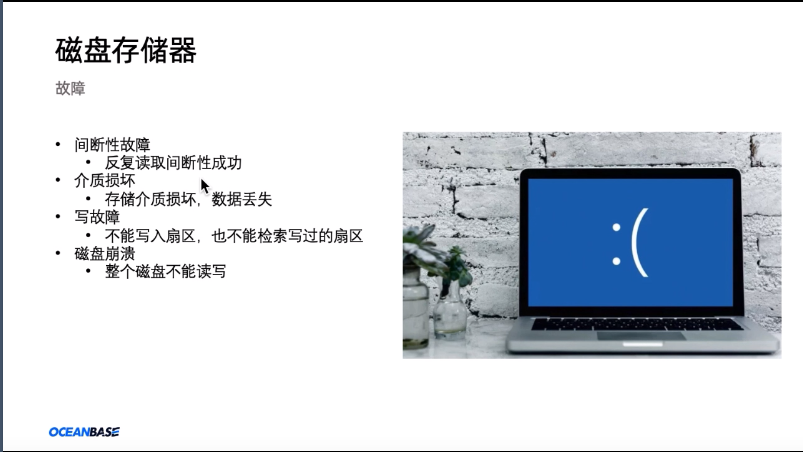 磁盘存储器
故障
• 间断性故障
• 反复读取间断性成功
• 介质损坏
• 存储介质损坏，数据丢失
• 写故障
• 不能写入扇区，也不能检索写过的扇区
• 磁盘崩溃
• 整个磁盘不能读写
:(
OCEANBASE